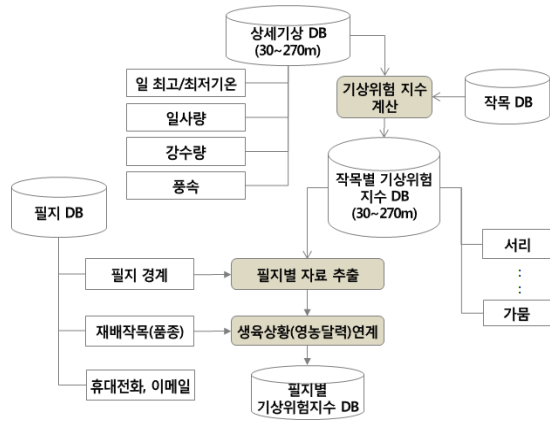 상세기상 DB
(30~270m)
일 최고/최저기온
일사량
강수량
풍속
기상위험 지수
계산
작목 DB
작목별 기상위험
지수 DB
(30~270m)
서리
:
:
가뭄
필지 DB
필지 경계
재배작목(품종)
휴대전화, 이메일
필지별 자료 추출
생육상황(영농달력)연계
필지별
기상위험지수 DB